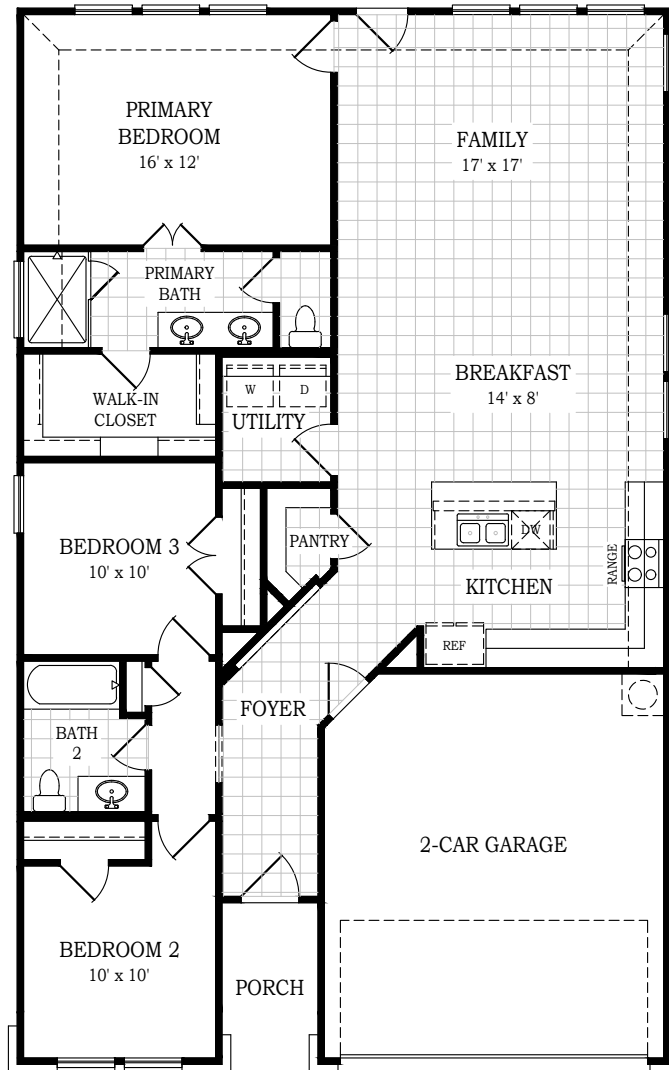 PRIMARY
BEDROOM
16' x 12'
FAMILY
17' x 17'
PRIMARY
BATH
WALK-IN
CLOSET
W
D
UTILITY
BREAKFAST
14' x 8'
BEDROOM 3
10' x 10'
PANTRY
DW
RANGE
KITCHEN
REF
FOYER
BATH
2
2-CAR GARAGE
BEDROOM 2
10' x 10'
PORCH